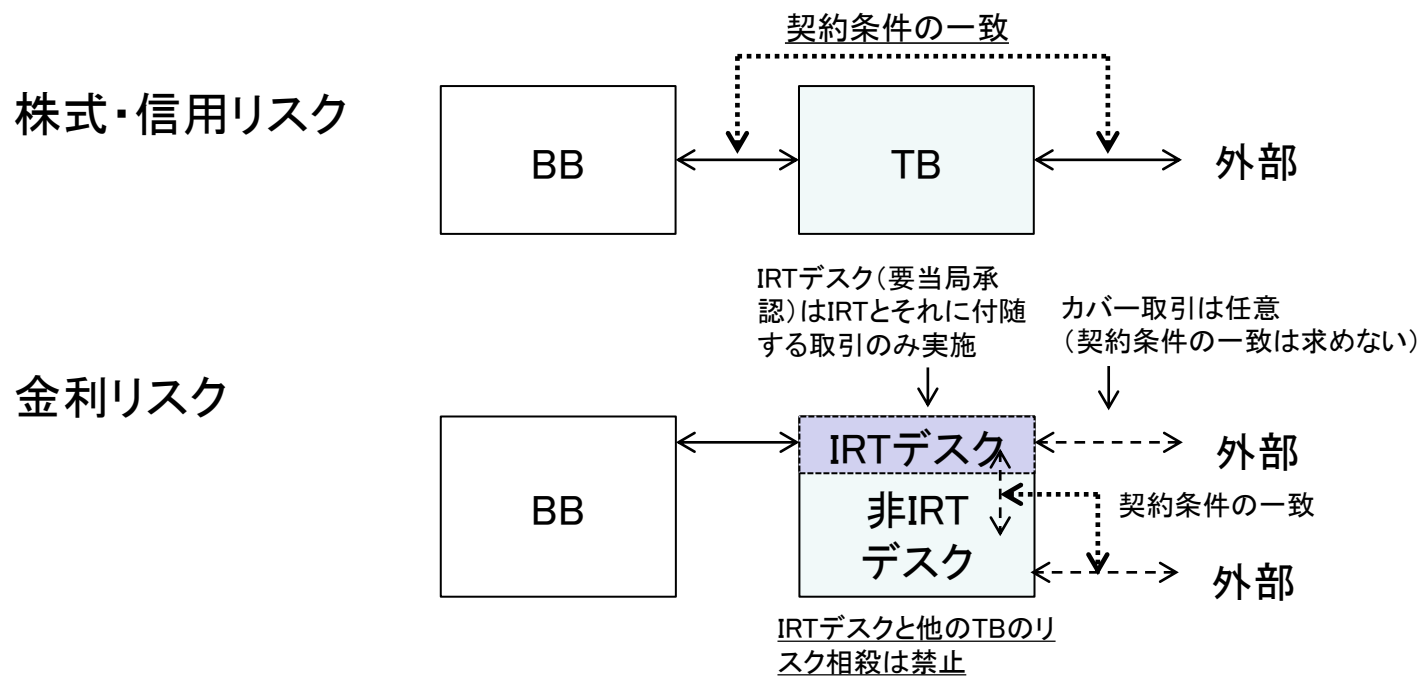 契約条件の一致
株式・信用リスク
BB
TB
外部
IRTデスク(要当局承
認)はIRTとそれに付随
する取引のみ実施
カバー取引は任意
(契約条件の一致は求めない)
金利リスク
BB
IRTデスク
外部
非IRT
デスク
契約条件の一致
外部
IRTデスクと他のTBのリ
スク相殺は禁止